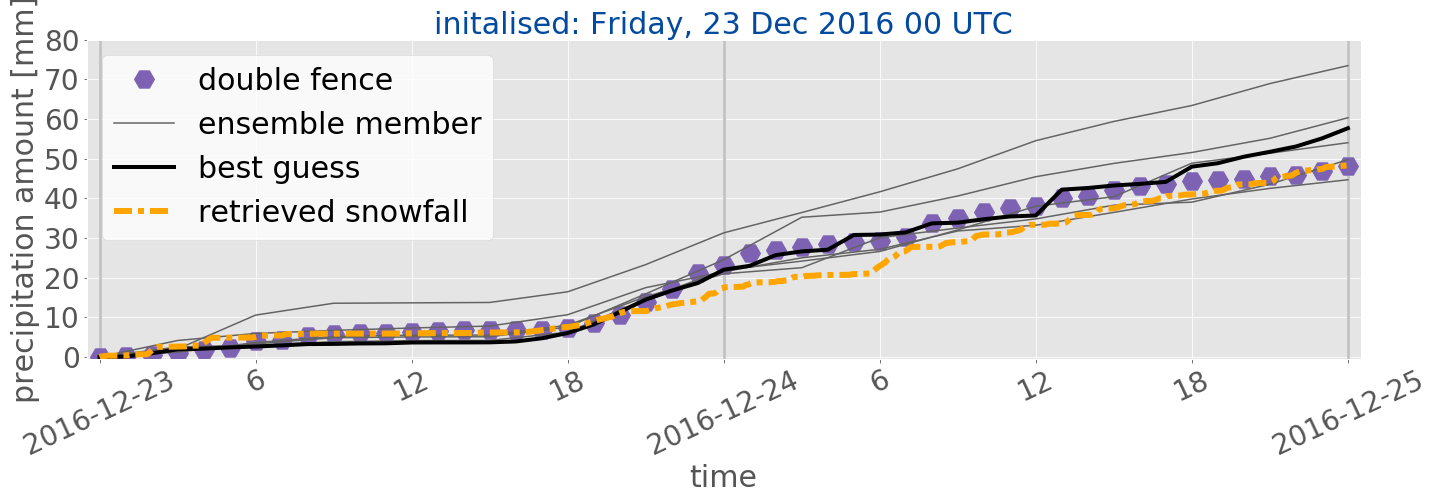 initalised: Friday, 23 Dec 2016 00 UTC
precipitation amount [mm]
80
70
60
50
40
30
20
10
0
double fence
ensemble member
best guess
retrieved snowfall
2016-12-23
6
12
18
2016-12-24
6
12
18
2016-12-25
time